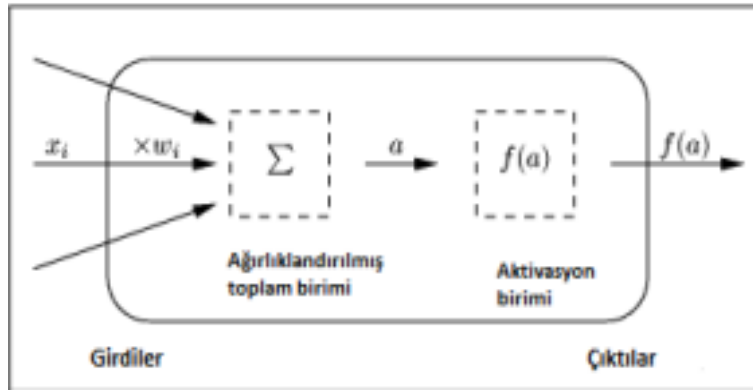 x_i ×w_i Σ a f(a) f(a)
Ağırlıklandırılmış
toplam birimi
Aktivasyon
birimi
Girdiler
Çıktılar